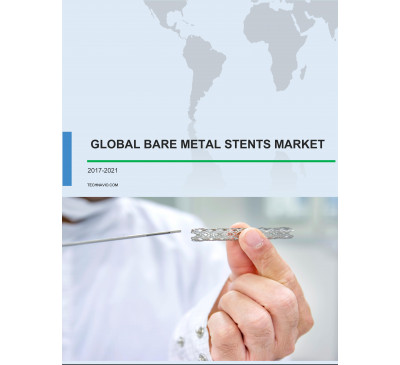 GLOBAL BARE METAL STENTS MARKET
2017-2021
TECHNAVIO.COM